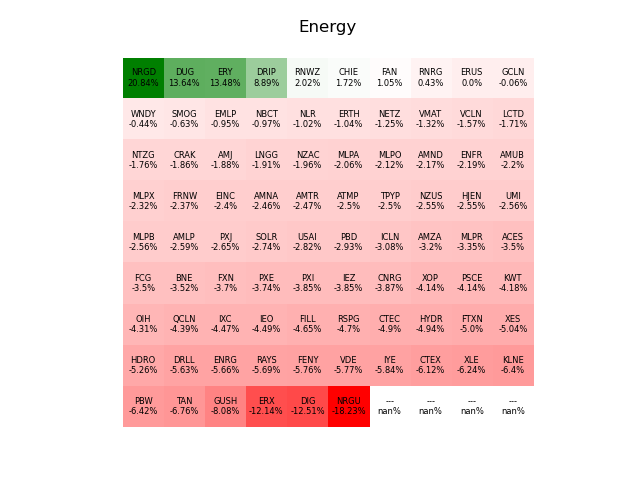 Energy
NRGD DUG ERY DRIP RNWZ CHIE FAN RNRG ERUS GCLN
20.84% 13.64% 13.48% 8.89% 2.02% 1.72% 1.05% 0.43% 0.0% -0.06%
WNDY SMOG EMLP NBCT NLR ERTH NETZ VMAT VCLN LCTD
-0.44% -0.63% -0.95% -0.97% -1.02% -1.04% -1.25% -1.32% -1.57% -1.71%
NTZG CRAK AMJ LNGG NZAC MLPA MLPO AMND ENFR AMUB
-1.76% -1.86% -1.88% -1.91% -1.96% -2.06% -2.12% -2.17% -2.19% -2.2%
MLPX FRNW EINC AMNA AMTR ATMP TPYP NZUS HJEN UMI
-2.32% -2.37% -2.4% -2.46% -2.47% -2.5% -2.5% -2.55% -2.55% -2.56%
MLPB AMLP PXJ SOLR USAI PBD ICLN AMZA MLPR ACES
-2.56% -2.59% -2.65% -2.74% -2.82% -2.93% -3.08% -3.2% -3.35% -3.5%
FCG BNE FXN PXE PXI IEZ CNRG XOP PSCE KWT
-3.5% -3.52% -3.7% -3.74% -3.85% -3.85% -3.87% -4.14% -4.14% -4.18%
OIH QCLN IXC IEO FILL RSPG CTEC HYDR FTXN XES
-4.31% -4.39% -4.47% -4.49% -4.65% -4.7% -4.9% -4.94% -5.0% -5.04%
HDRO DRLL ENRG RAYS FENY VDE IYE CTEX XLE KLNE
-5.26% -5.63% -5.66% -5.69% -5.76% -5.77% -5.84% -6.12% -6.24% -6.4%
PBW TAN GUSH ERX DIG NRGU --- --- --- ---
-6.42% -6.76% -8.08% -12.14% -12.51% -18.23% nan% nan% nan% nan%